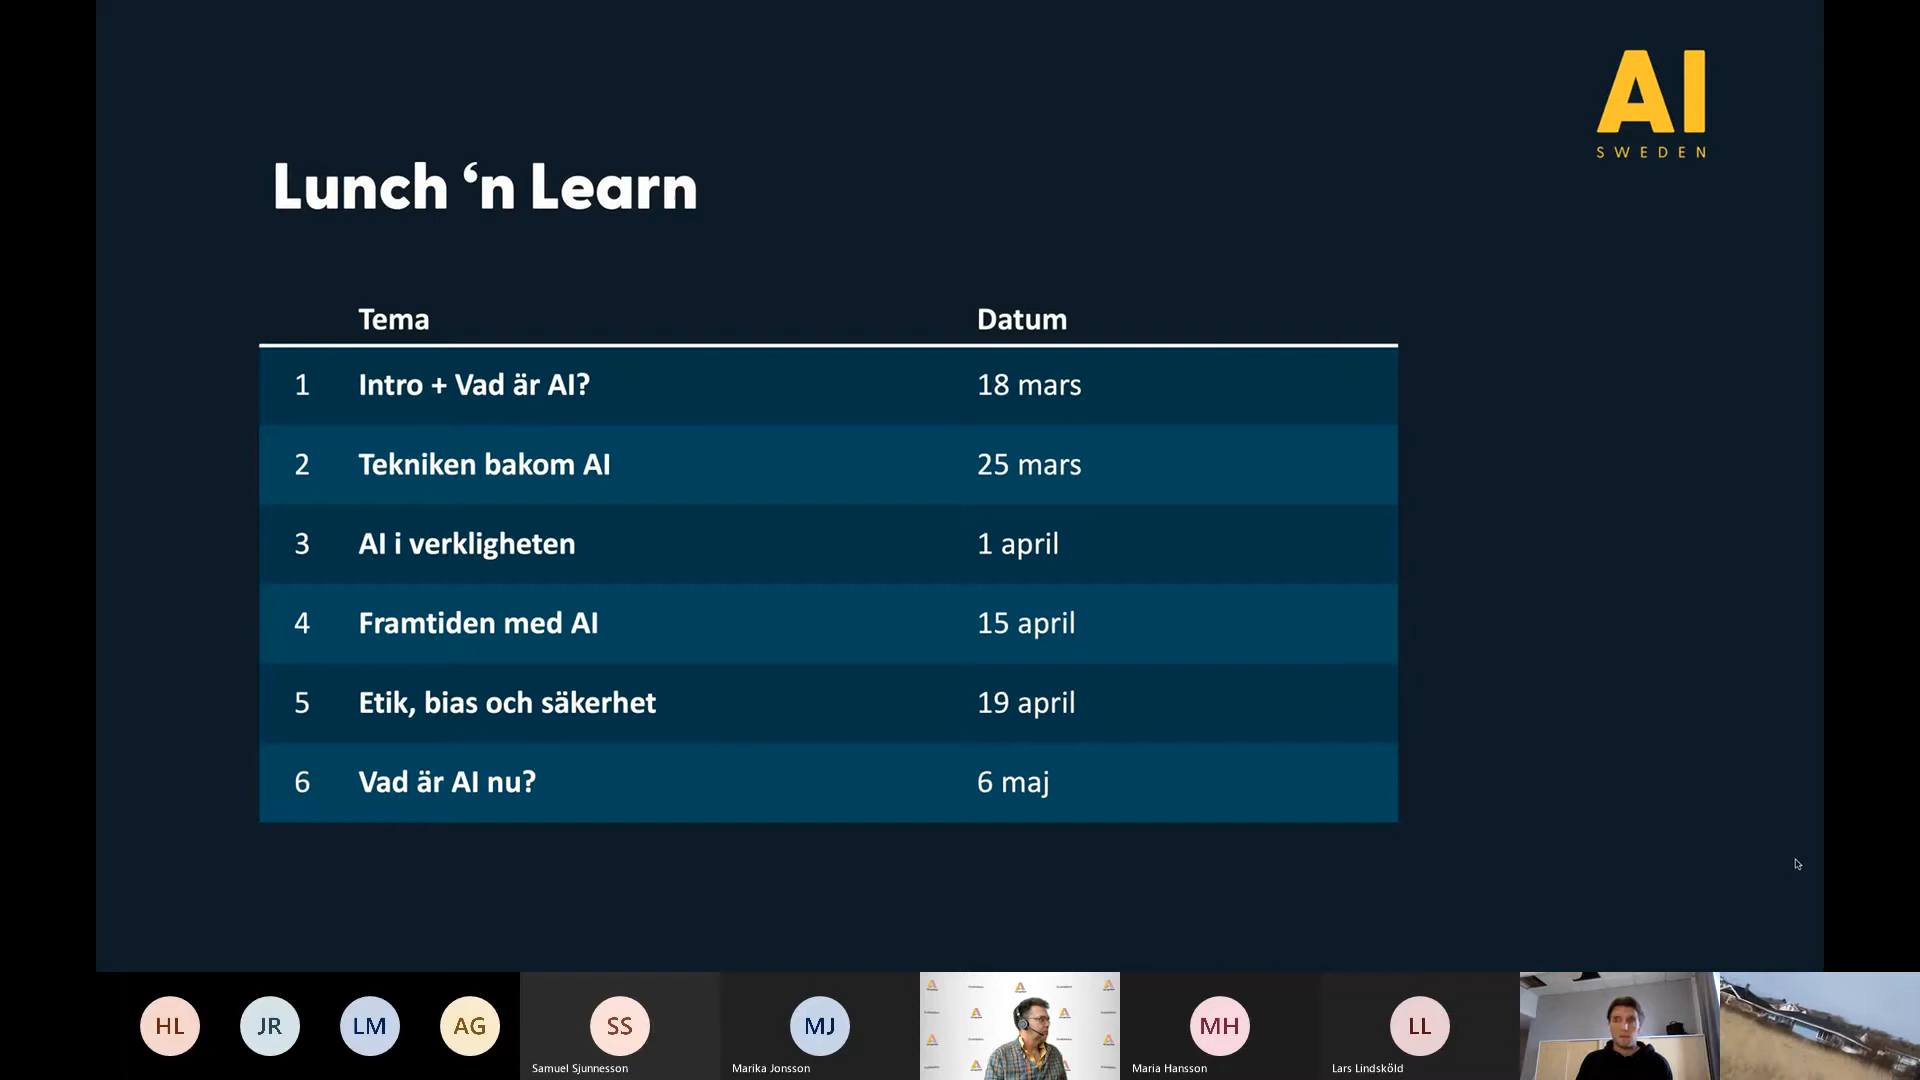 AI
SWEDEN
Lunch ‘n Learn
Tema Datum
1 Intro + Vad är AI? 18 mars
2 Tekniken bakom AI 25 mars
3 AI i verkligheten 1 april
4 Framtiden med AI 15 april
5 Etik, bias och säkerhet 19 april
6 Vad är AI nu? 6 maj
HL JR LM AG SS MJ MH LL
Samuel Sjunnesson Marika Jonsson Maria Hansson Lars Lindsköld